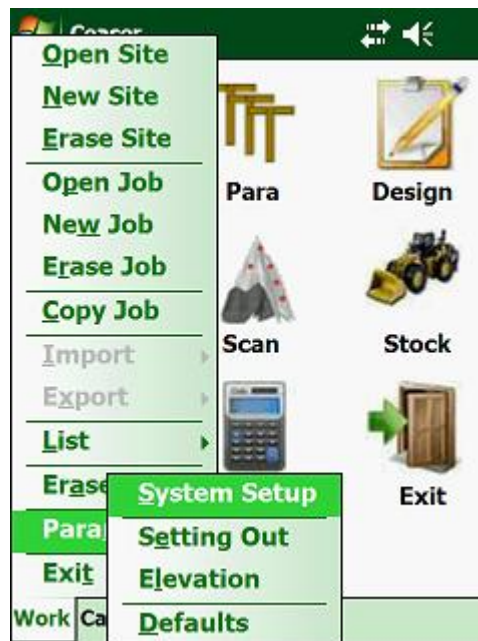 Open Site
New Site
Erase Site
Open Job
New Job
Erase Job
Copy Job
Import
Export
List
Erase
Para
Exit
System Setup
Setting Out
Elevation
Defaults
Para
Design
Scan
Stock
Exit
Work
Ca